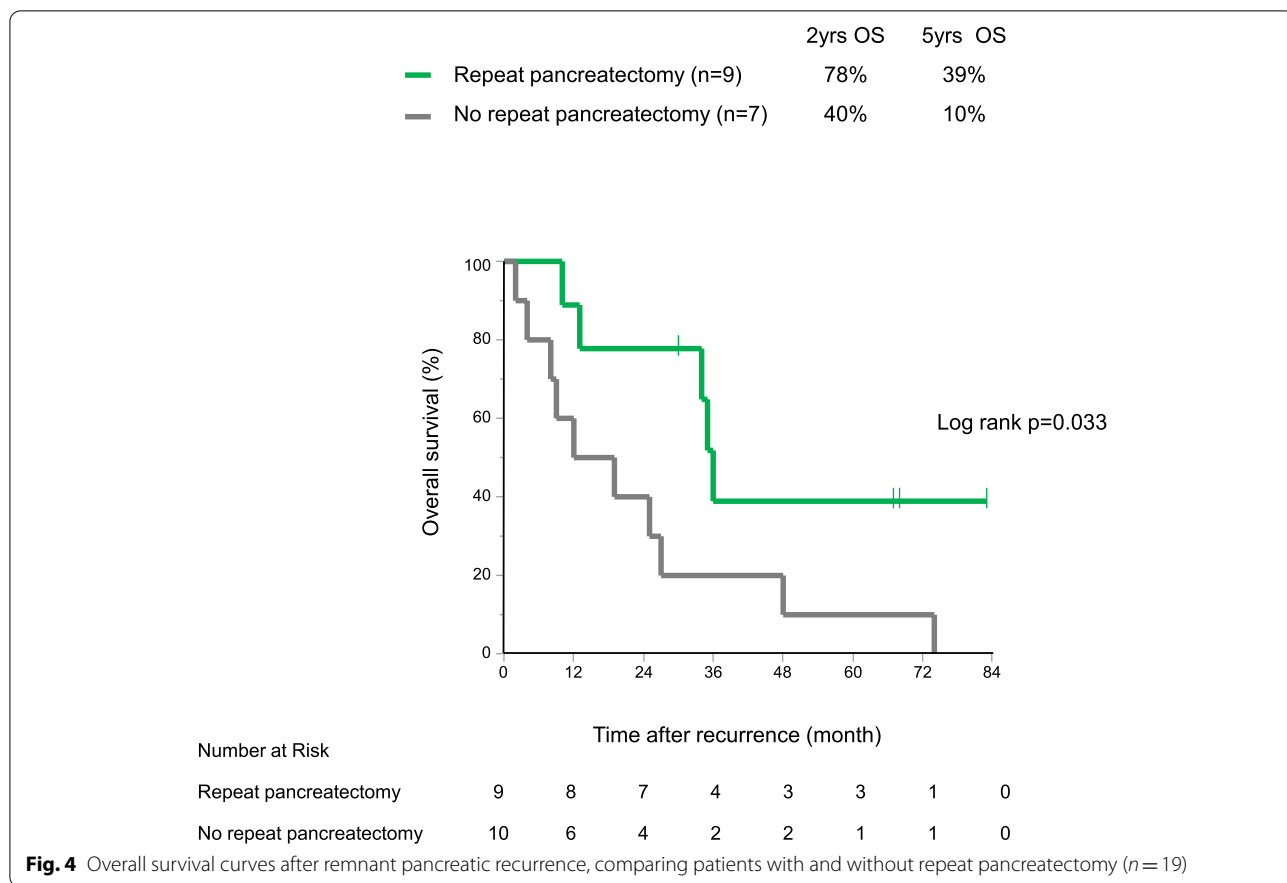 2yrs OS 5yrs OS
Repeat pancreatectomy (n=9) 78% 39%
No repeat pancreatectomy (n=7) 40% 10%
100
80
60
40
20
0
Overall survival (%)
Log rank p=0.033
0 12 24 36 48 60 72 84
Time after recurrence (month)
Number at Risk
Repeat pancreatectomy 9 8 7 4 3 3 1 0
No repeat pancreatectomy 10 6 4 2 2 1 1 0
Fig. 4 Overall survival curves after remnant pancreatic recurrence, comparing patients with and without repeat pancreatectomy (n = 19)